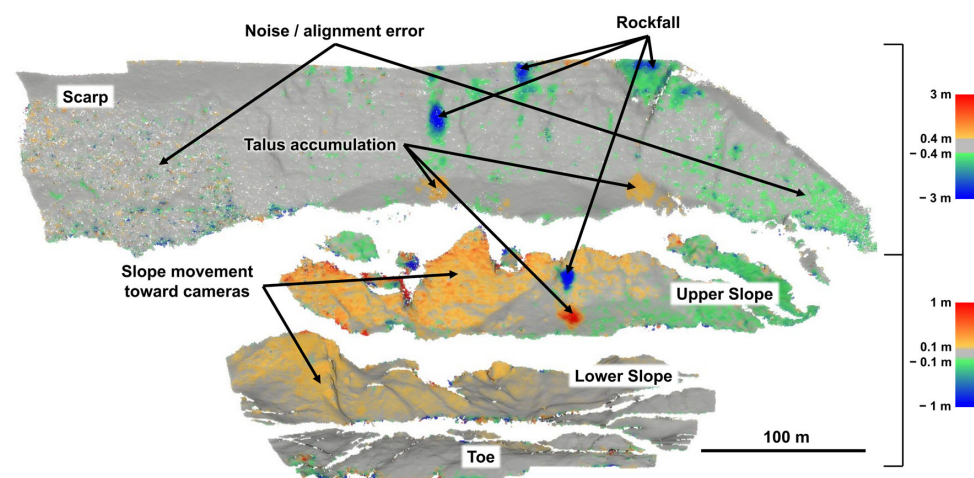 Rockfall
Noise / alignment error
Scarp
3 m
0.4 m
− 0.4 m
Talus accumulation
− 3 m
Slope movement
toward cameras
Upper Slope
1 m
0.1 m
− 0.1 m
Lower Slope
− 1 m
100 m
Toe